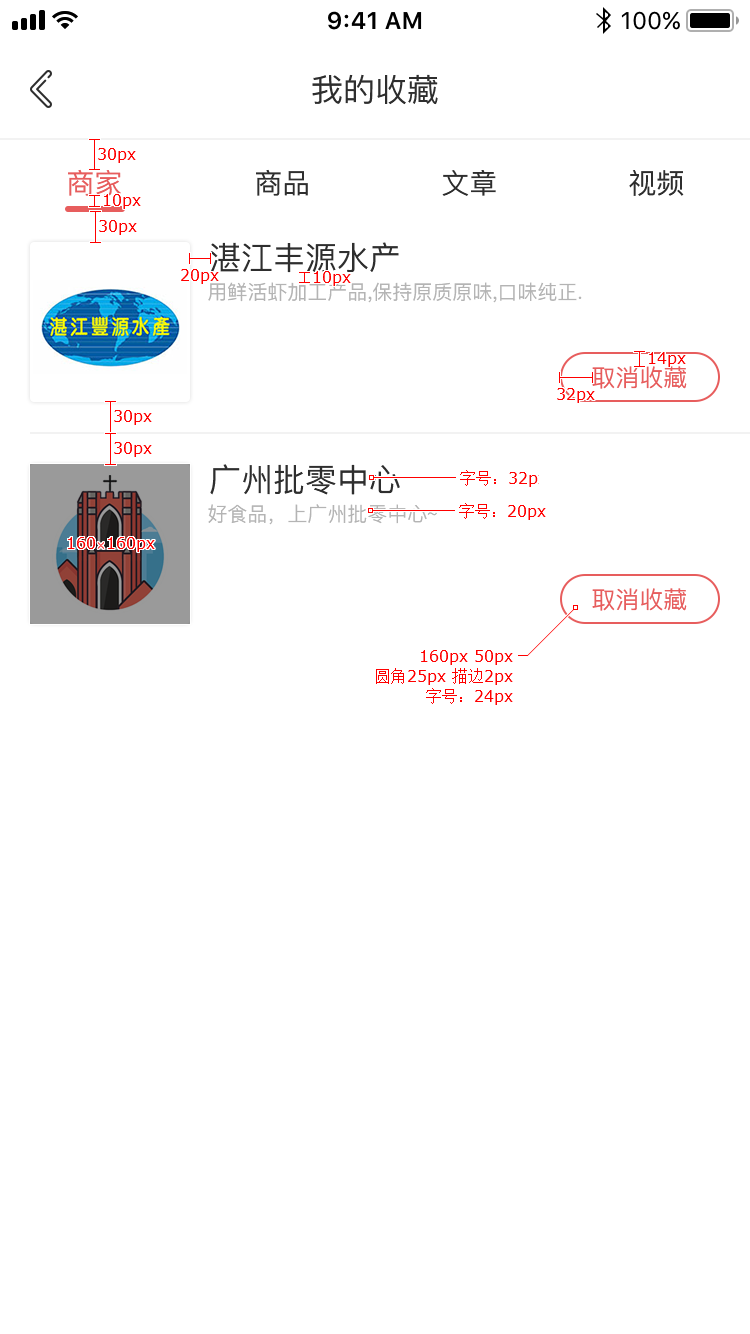 9:41 AM
100%
我的收藏
30px
商家 商品 文章 视频
10px
30px
湛江丰源水产
20px
10px
用鲜活虾加工产品,保持原质原味,口味纯正.
湛江豐源水產
14px
取消收藏
32px
30px
30px
广州批零中心
字号：32p
好食品，上广州批零中心~
字号：20px
160×160px
取消收藏
160px 50px
圆角25px 描边2px
字号：24px